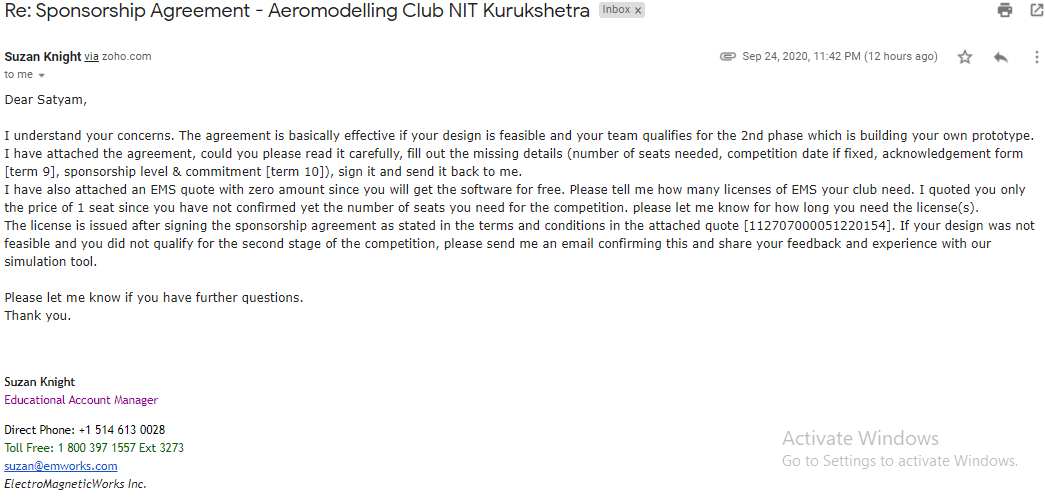 Re: Sponsorship Agreement - Aeromodelling Club NIT Kurukshetra Inbox x
Suzan Knight via zoho.com Sep 24, 2020, 11:42 PM (12 hours ago)
to me
Dear Satyam,
I understand your concerns. The agreement is basically effective if your design is feasible and your team qualifies for the 2nd phase which is building your own prototype.
I have attached the agreement, could you please read it carefully, fill out the missing details (number of seats needed, competition date if fixed, acknowledgement form
[term 9], sponsorship level & commitment [term 10]), sign it and send it back to me.
I have also attached an EMS quote with zero amount since you will get the software for free. Please tell me how many licenses of EMS your club need. I quoted you only
the price of 1 seat since you have not confirmed yet the number of seats you need for the competition. please let me know for how long you need the license(s).
The license is issued after signing the sponsorship agreement as stated in the terms and conditions in the attached quote [112707000051220154]. If your design was not
feasible and you did not qualify for the second stage of the competition, please send me an email confirming this and share your feedback and experience with our
simulation tool.
Please let me know if you have further questions.
Thank you.
Suzan Knight
Educational Account Manager
Direct Phone: +1 514 613 0028
Toll Free: 1 800 397 1557 Ext 3273
suzan@emworks.com
ElectroMagneticWorks Inc.
Activate Windows
Go to Settings to activate Windows.